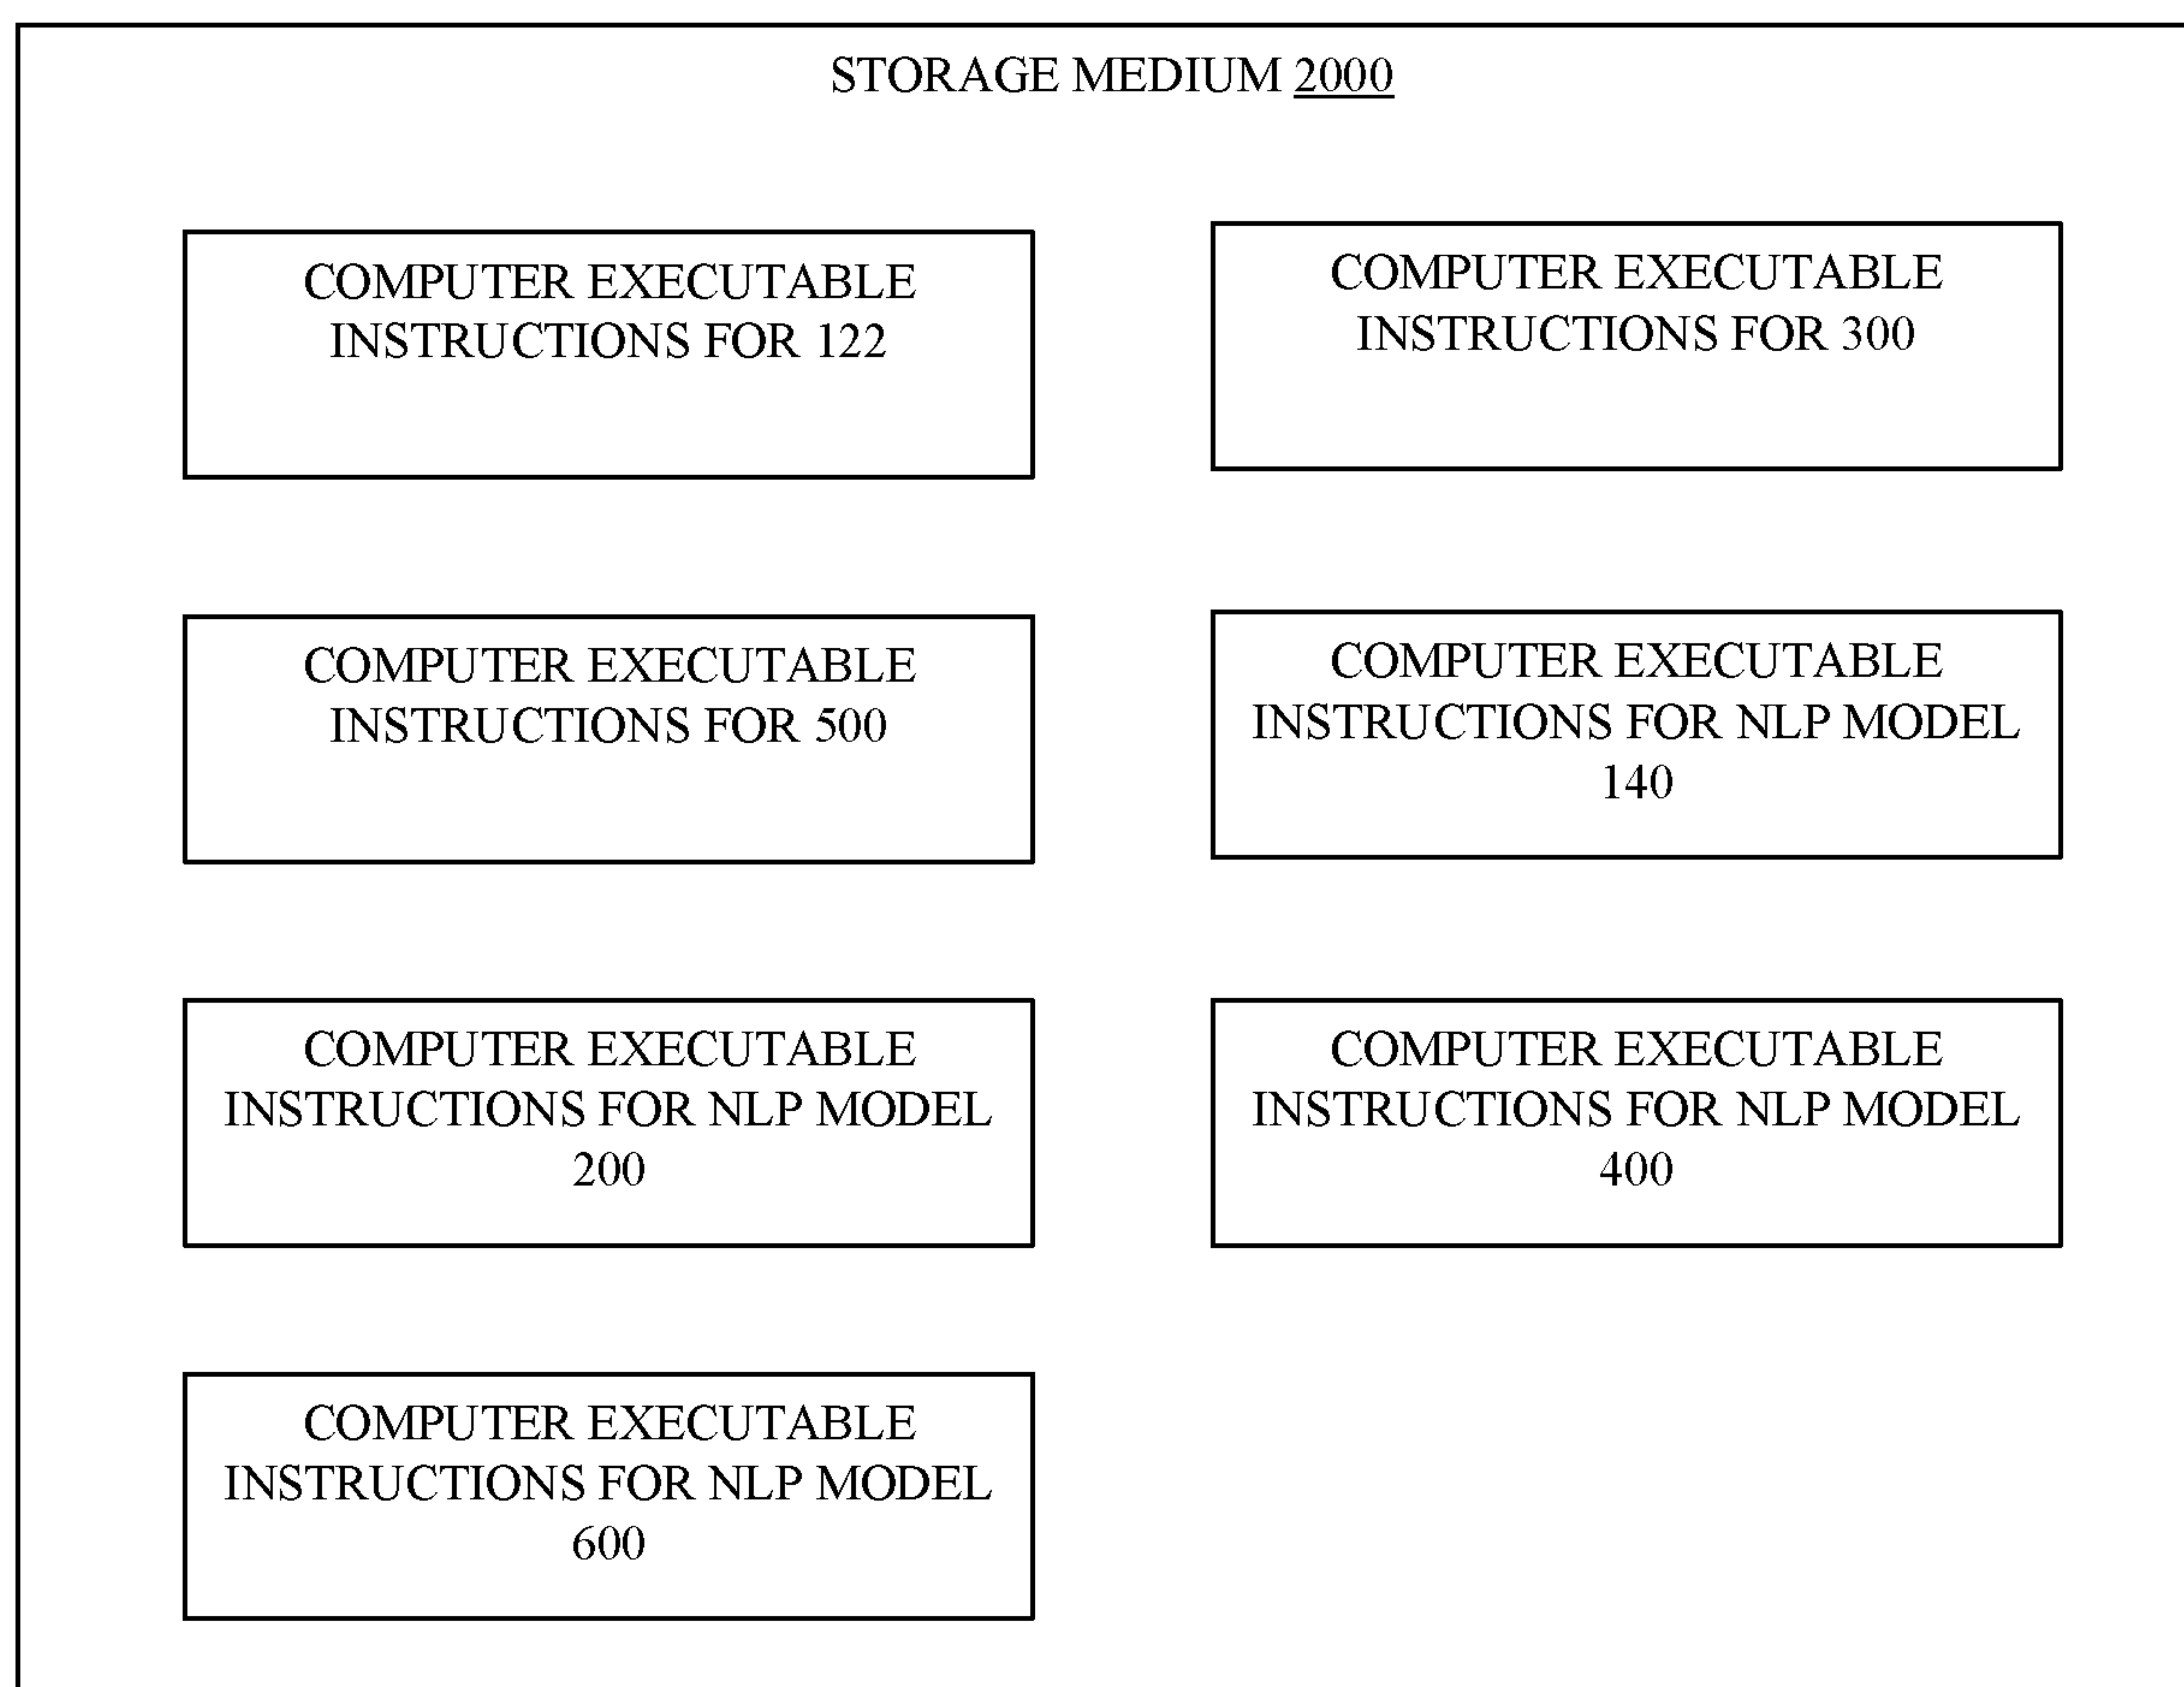 STORAGE MEDIUM 2000
COMPUTER EXECUTABLE
INSTRUCTIONS FOR 122
COMPUTER EXECUTABLE
INSTRUCTIONS FOR 300
COMPUTER EXECUTABLE
INSTRUCTIONS FOR 500
COMPUTER EXECUTABLE
INSTRUCTIONS FOR NLP MODEL
140
COMPUTER EXECUTABLE
INSTRUCTIONS FOR NLP MODEL
200
COMPUTER EXECUTABLE
INSTRUCTIONS FOR NLP MODEL
400
COMPUTER EXECUTABLE
INSTRUCTIONS FOR NLP MODEL
600